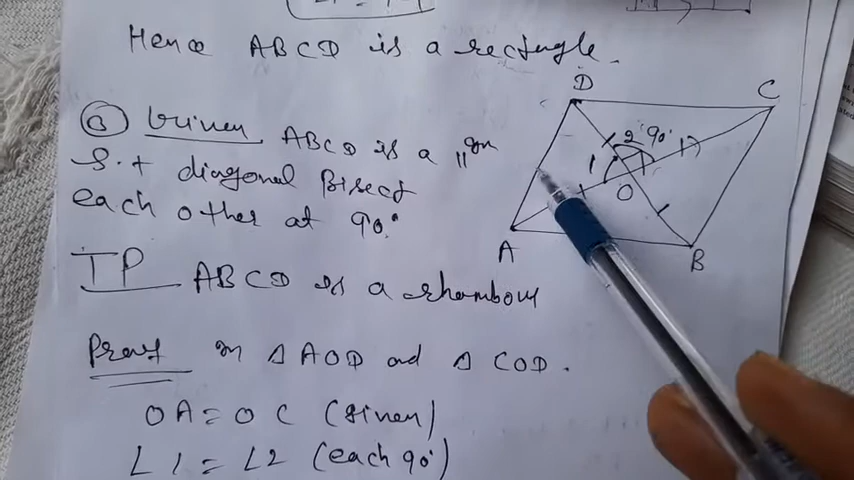 Hence ABCD is a rectangle.
③ Given ABCD is a ||gm
S.t diagonal Bisect
each other at 90°.
TP ABCD is a rhombus
Proof In △AOD and △COD.
OA = OC (given)
∠1 = ∠2 (each 90°)
D
C
2 90°
1
O
A
B